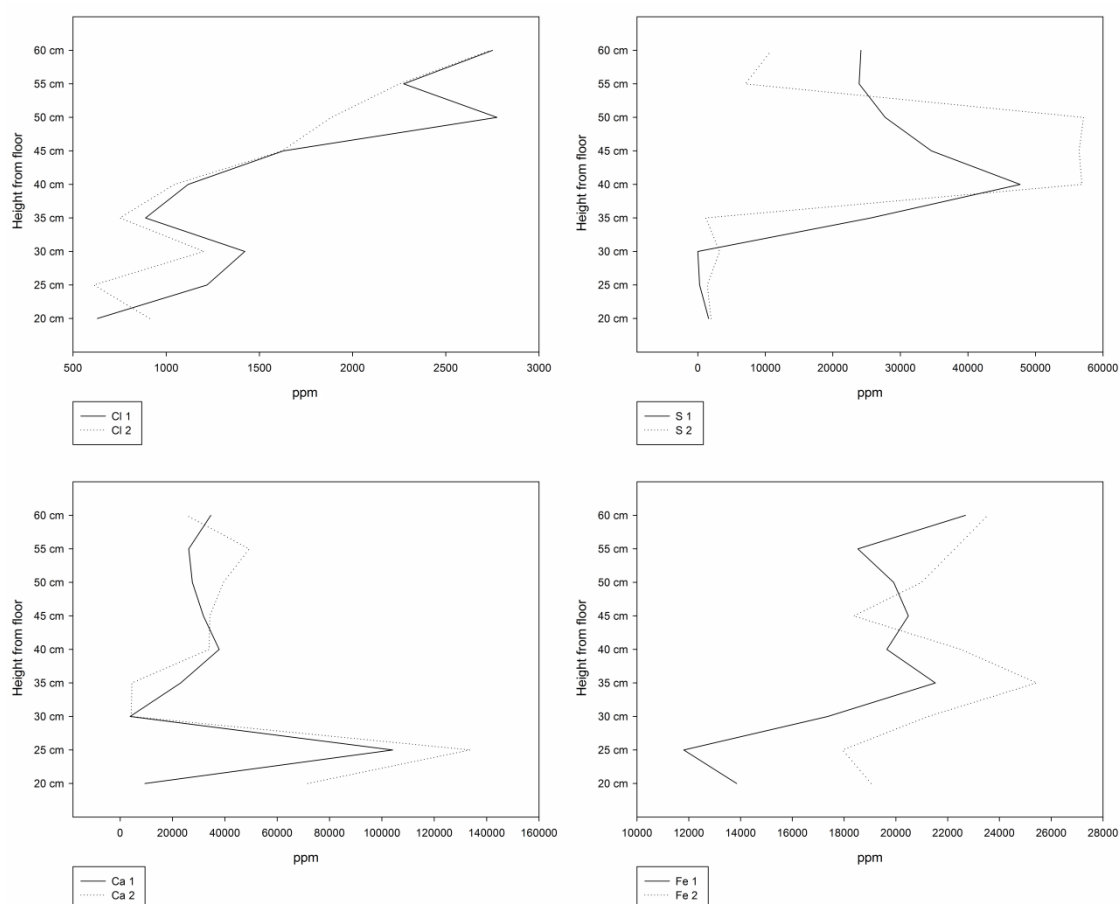 60 cm
55 cm
50 cm
45 cm
40 cm
35 cm
30 cm
25 cm
20 cm
Height from floor
500 1000 1500 2000 2500 3000
ppm
Cl 1
Cl 2
60 cm
55 cm
50 cm
45 cm
40 cm
35 cm
30 cm
25 cm
20 cm
Height from floor
0 10000 20000 30000 40000 50000 60000
ppm
S 1
S 2
60 cm
55 cm
50 cm
45 cm
40 cm
35 cm
30 cm
25 cm
20 cm
Height from floor
0 20000 40000 60000 80000 100000 120000 140000 160000
ppm
Ca 1
Ca 2
60 cm
55 cm
50 cm
45 cm
40 cm
35 cm
30 cm
25 cm
20 cm
Height from floor
10000 12000 14000 16000 18000 20000 22000 24000 26000 28000
ppm
Fe 1
Fe 2